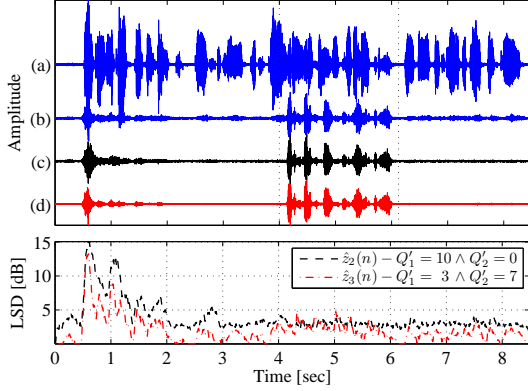 Amplitude
(a)
(b)
(c)
(d)
LSD [dB]
15
10
5
ẑ₂(n) − Q′₁ = 10 ∧ Q′₂ = 0
ẑ₃(n) − Q′₁ = 3 ∧ Q′₂ = 7
0 1 2 3 4 5 6 7 8
Time [sec]